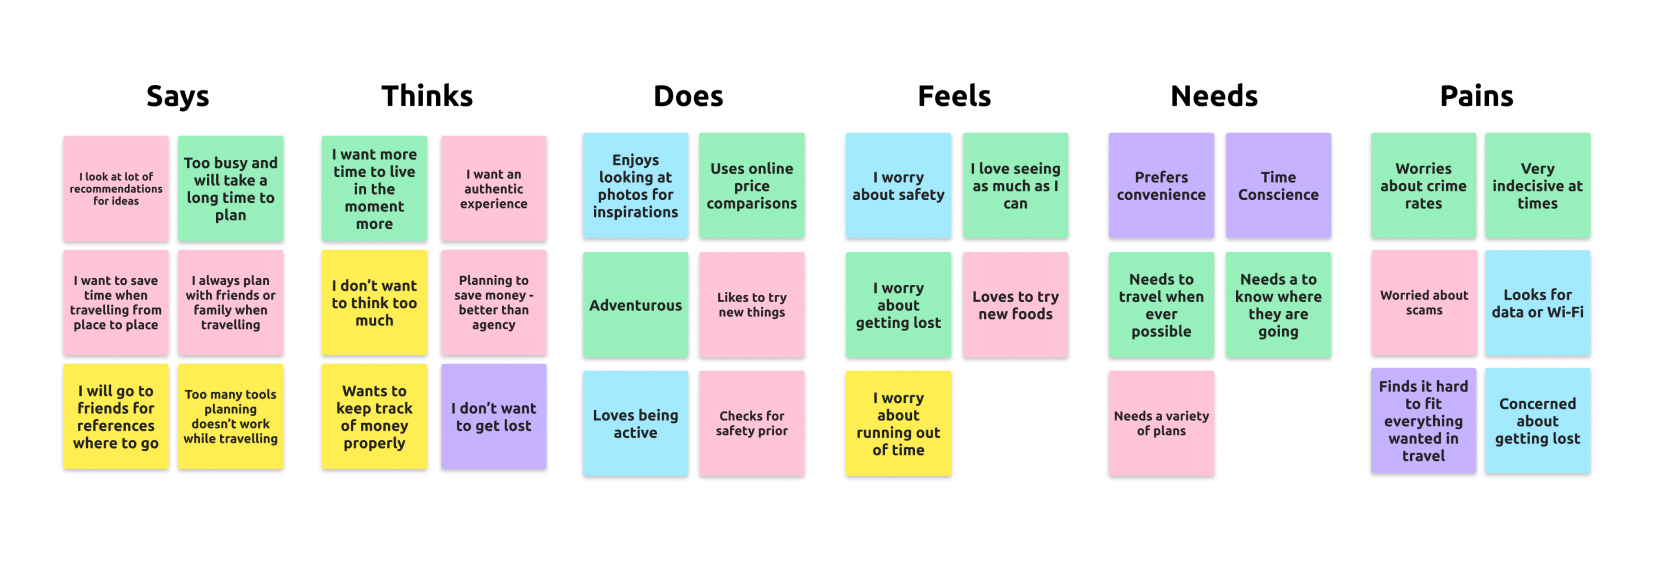 Says
I look at lot of
recommendations
for ideas
Too busy and
will take a
long time to
plan
I want to save
time when
travelling from
place to place
I always plan
with friends or
family when
travelling
I will go to
friends for
references
where to go
Too many tools
planning
doesn't work
while travelling
Thinks
I want more
time to live
in the
moment
more
I want an
authentic
experience
I don't want
to think too
much
Planning to
save money -
better than
agency
Wants to
keep track
of money
properly
I don't want
to get lost
Does
Enjoys
looking at
photos for
inspirations
Uses online
price
comparisons
Adventurous
Likes to try
new things
Loves being
active
Checks for
safety prior
Feels
I worry
about safety
I love seeing
as much as I
can
I worry
about
getting lost
Loves to try
new foods
I worry
about
running out
of time
Needs
Prefers
convenience
Time
Conscience
Needs to
travel when
ever
possible
Needs a to
know where
they are
going
Needs a variety
of plans
Pains
Worries
about crime
rates
Very
indecisive at
times
Worried about
scams
Looks for
data or Wi-Fi
Finds it hard
to fit
everything
wanted in
travel
Concerned
about
getting lost